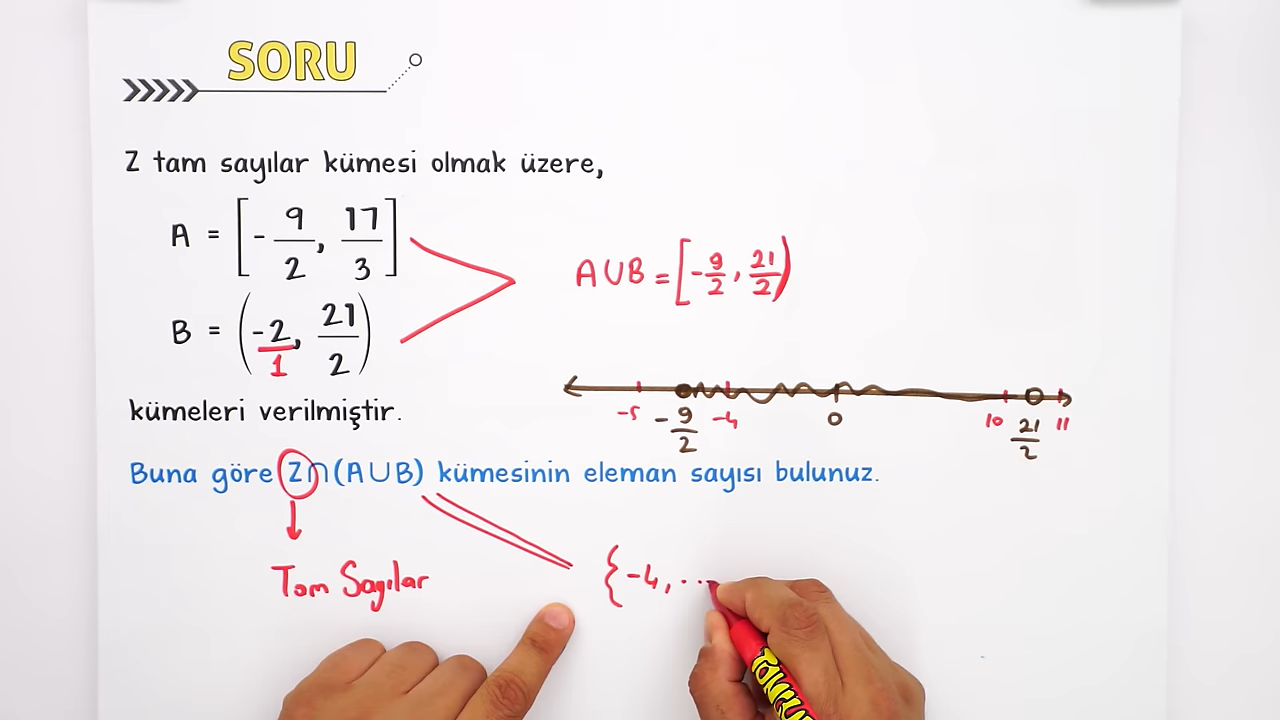 SORU
Z tam sayılar kümesi olmak üzere,
A = [-9/2, 17/3]
B = (-2, 21/2)
1
kümeleri verilmiştir.
A∪B = [-9/2, 21/2)
-5 -9/2 -4 0 10 21/2 11
Buna göre Z∩(A∪B) kümesinin eleman sayısı bulunuz.
Tam Sayılar
{-4, ...